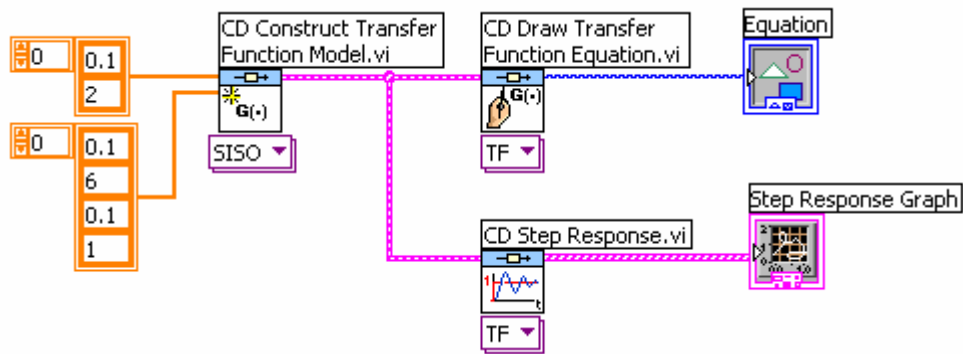 CD Construct Transfer
Function Model.vi
CD Draw Transfer
Function Equation.vi
Equation
0
0.1
2
G(·)
G(·)
SISO
TF
0
0.1
6
0.1
1
Step Response Graph
CD Step Response.vi
1
t
TF